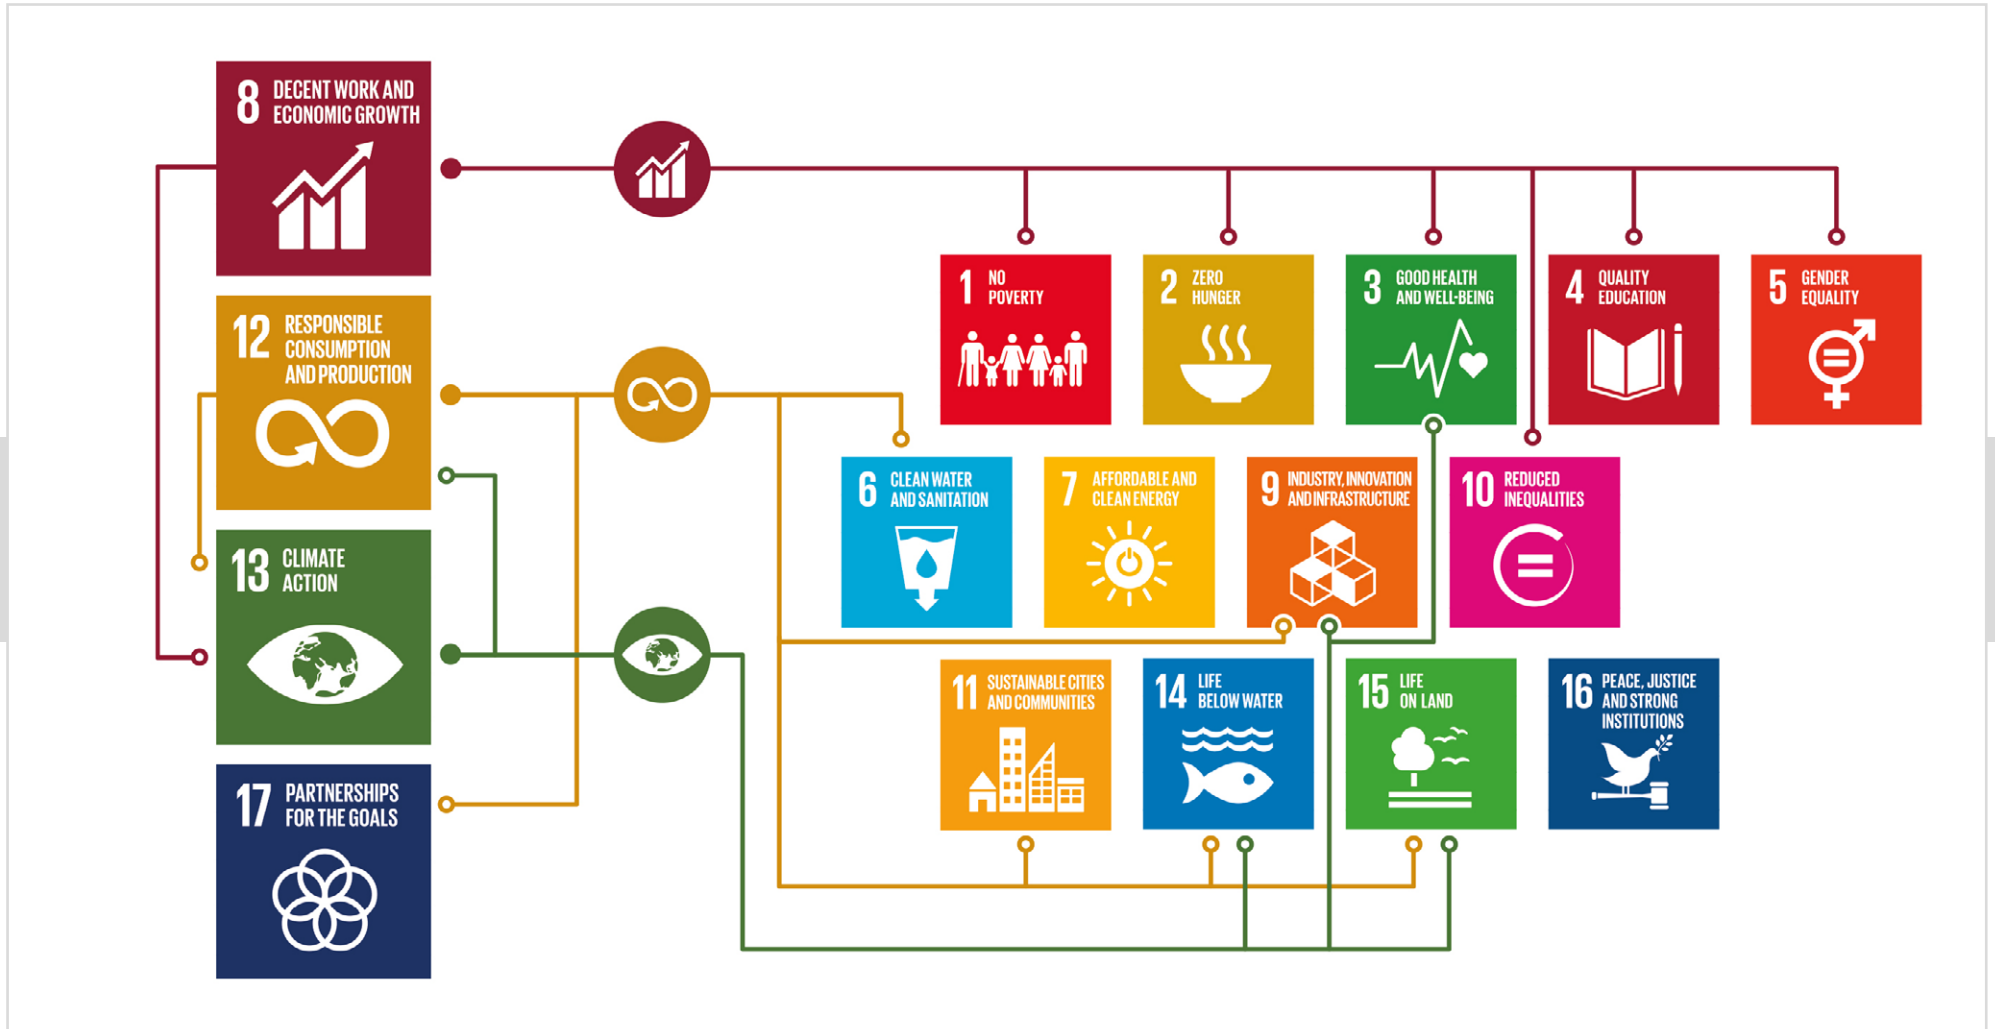 8 DECENT WORK AND
ECONOMIC GROWTH
12 RESPONSIBLE
CONSUMPTION
AND PRODUCTION
13 CLIMATE
ACTION
17 PARTNERSHIPS
FOR THE GOALS
1 NO
POVERTY
2 ZERO
HUNGER
3 GOOD HEALTH
AND WELL-BEING
4 QUALITY
EDUCATION
5 GENDER
EQUALITY
6 CLEAN WATER
AND SANITATION
7 AFFORDABLE AND
CLEAN ENERGY
9 INDUSTRY, INNOVATION
AND INFRASTRUCTURE
10 REDUCED
INEQUALITIES
11 SUSTAINABLE CITIES
AND COMMUNITIES
14 LIFE
BELOW WATER
15 LIFE
ON LAND
16 PEACE, JUSTICE
AND STRONG
INSTITUTIONS